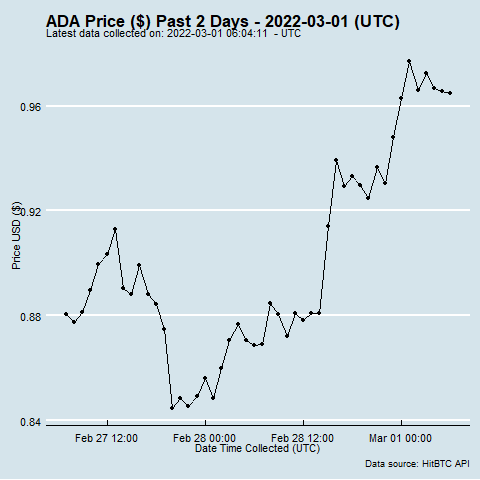 ADA Price ($) Past 2 Days - 2022-03-01 (UTC)
Latest data collected on: 2022-03-01 06:04:11 - UTC
0.96
0.92
0.88
0.84
Price USD ($)
Feb 27 12:00 Feb 28 00:00 Feb 28 12:00 Mar 01 00:00
Date Time Collected (UTC)
Data source: HitBTC API